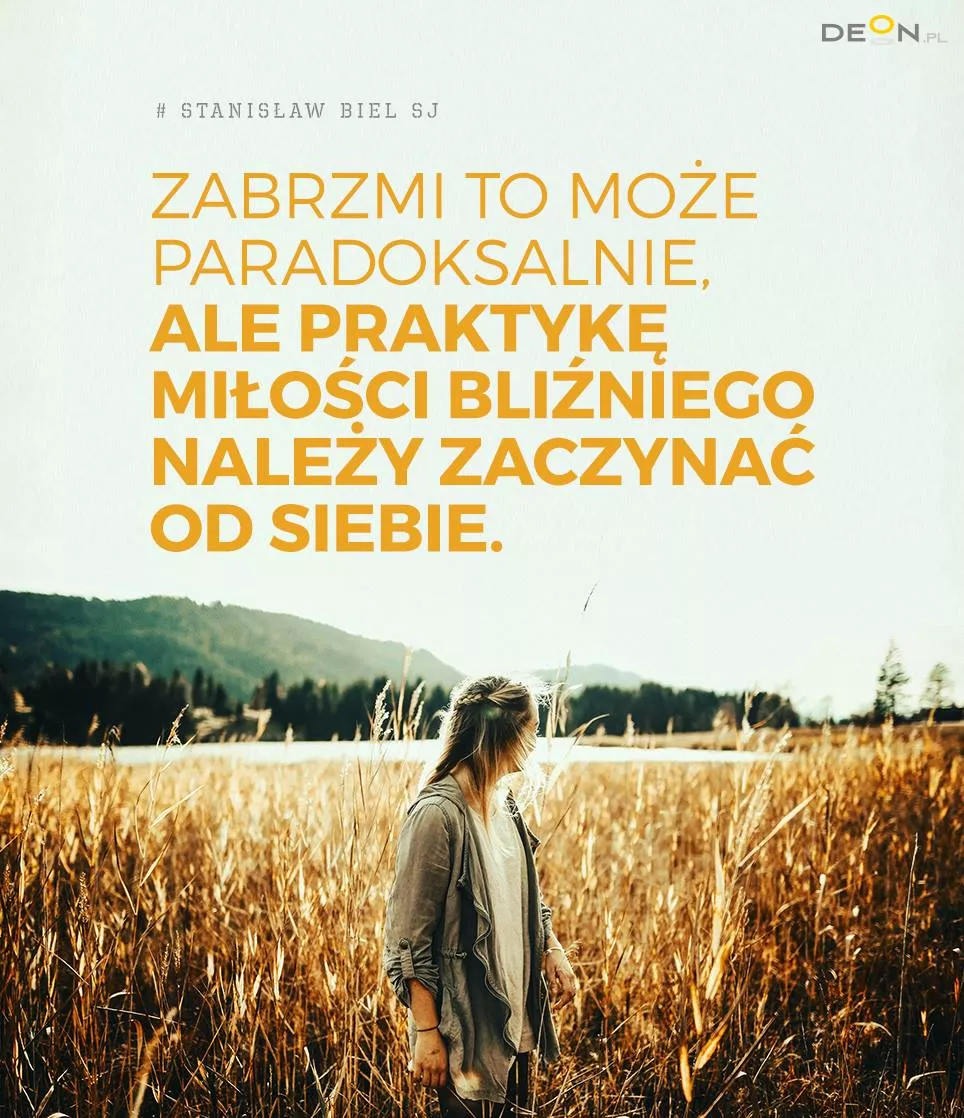 DEON.PL
# STANISŁAW BIEL SJ
ZABRZMI TO MOŻE
PARADOKSALNIE,
ALE PRAKTYKĘ
MIŁOŚCI BLIŹNIEGO
NALEŻY ZACZYNAĆ
OD SIEBIE.